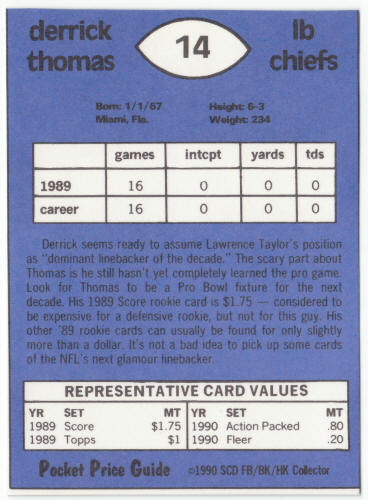 derrick thomas 14 lb chiefs
Born: 1/1/67 Height: 6-3
Miami, Fla. Weight: 234
games intcpt yards tds
1989 16 0 0 0
career 16 0 0 0
Derrick seems ready to assume Lawrence Taylor's position
as "dominant linebacker of the decade." The scary part about
Thomas is he still hasn't yet completely learned the pro game.
Look for Thomas to be a Pro Bowl fixture for the next
decade. His 1989 Score rookie card is $1.75 — considered to
be expensive for a defensive rookie, but not for this guy. His
other '89 rookie cards can usually be found for only slightly
more than a dollar. It's not a bad idea to pick up some cards
of the NFL's next glamour linebacker.
REPRESENTATIVE CARD VALUES
YR SET MT YR SET MT
1989 Score $1.75 1990 Action Packed .80
1989 Topps $1 1990 Fleer .20
Pocket Price Guide ©1990 SCD FB/BK/HK Collector